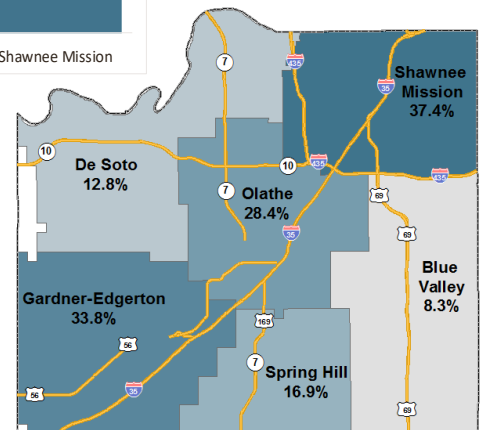 Shawnee Mission
7
435
35
Shawnee
Mission
37.4%
10
De Soto
12.8%
10
435
435
7
Olathe
28.4%
69
35
69
Blue
Valley
8.3%
Gardner-Edgerton
33.8%
169
56
7
Spring Hill
16.9%
56
35
69